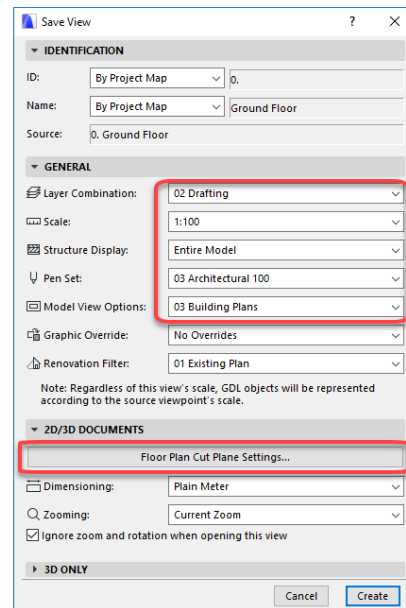 Save View ? ×
IDENTIFICATION
ID: By Project Map 0.
Name: By Project Map Ground Floor
Source: 0. Ground Floor
GENERAL
Layer Combination: 02 Drafting
Scale: 1:100
Structure Display: Entire Model
Pen Set: 03 Architectural 100
Model View Options: 03 Building Plans
Graphic Override: No Overrides
Renovation Filter: 01 Existing Plan
Note: Regardless of this view's scale, GDL objects will be represented
according to the source viewpoint's scale.
2D/3D DOCUMENTS
Floor Plan Cut Plane Settings...
Dimensioning: Plain Meter
Zooming: Current Zoom
Ignore zoom and rotation when opening this view
3D ONLY
Cancel Create